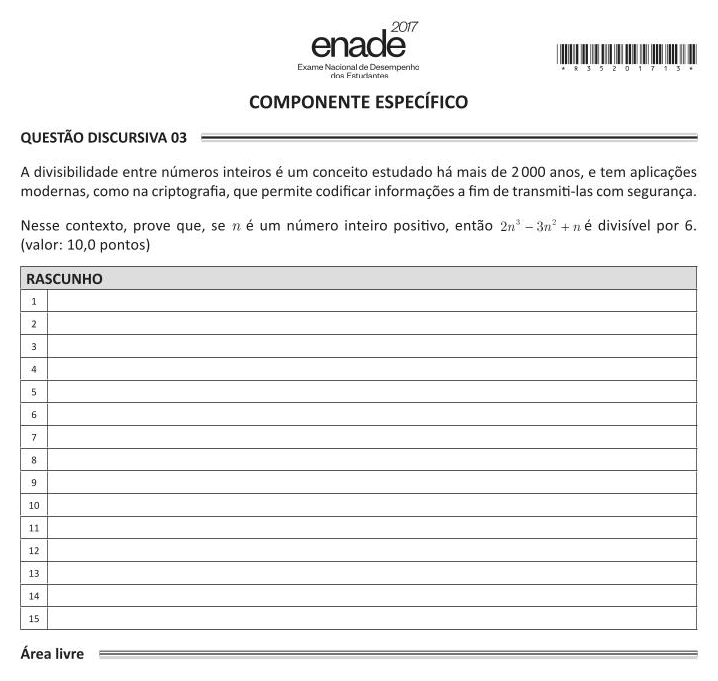 2017
enade
Exame Nacional de Desempenho
dos Estudantes
* R 3 5 2 0 1 7 1 3 *
COMPONENTE ESPECÍFICO
QUESTÃO DISCURSIVA 03
A divisibilidade entre números inteiros é um conceito estudado há mais de 2 000 anos, e tem aplicações
modernas, como na criptografia, que permite codificar informações a fim de transmiti-las com segurança.
Nesse contexto, prove que, se n é um número inteiro positivo, então 2n³ − 3n² + n é divisível por 6.
(valor: 10,0 pontos)
RASCUNHO
1
2
3
4
5
6
7
8
9
10
11
12
13
14
15
Área livre